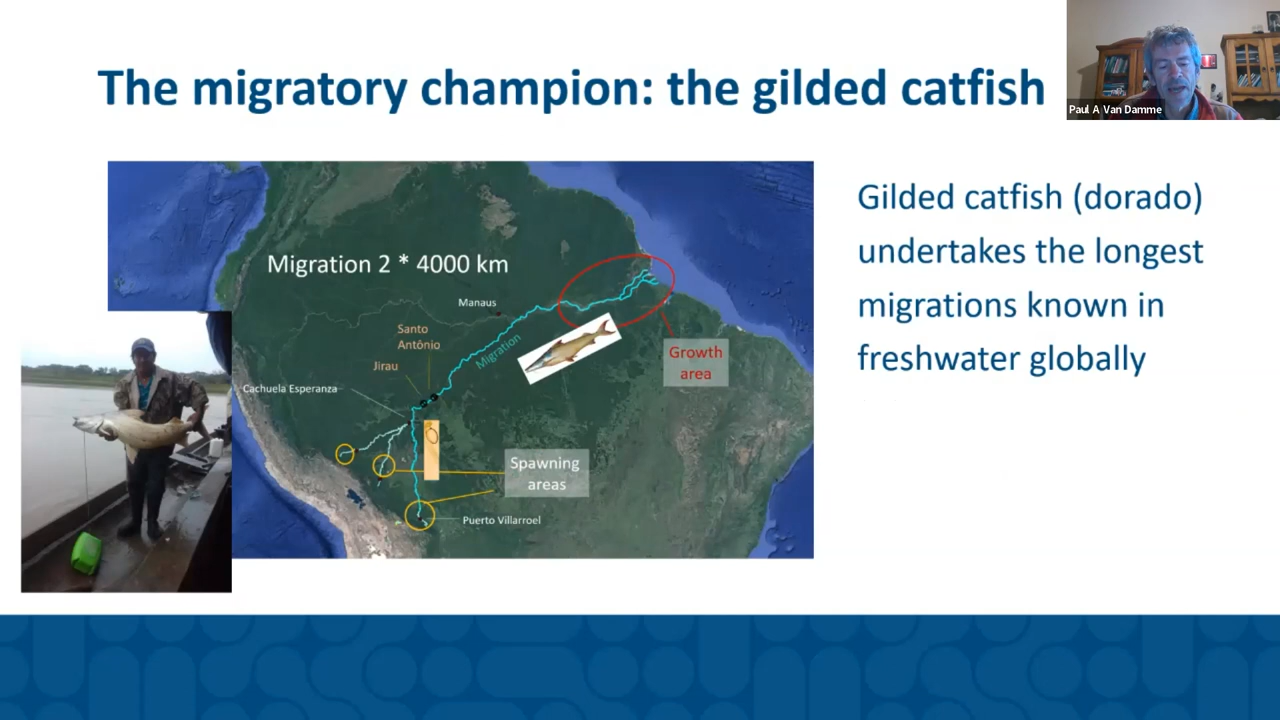 The migratory champion: the gilded catfish
Paul A Van Damme
Migration 2 * 4000 km
Manaus
Santo
Antônio
Jirau
Migration
Growth
area
Cachuela Esperanza
Spawning
areas
Puerto Villarroel
Gilded catfish (dorado)
undertakes the longest
migrations known in
freshwater globally